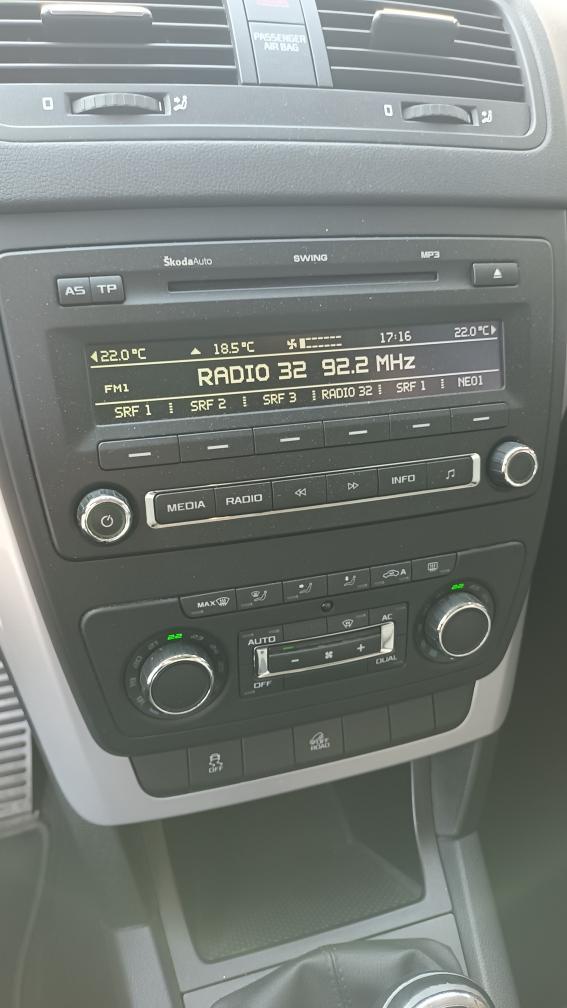 PASSENGER
AIR BAG
ŠkodaAuto SWING MP3
AS TP
22.0°C 18.5°C 17:16 22.0°C
FM1 RADIO 32 92.2 MHz
SRF 1 SRF 2 SRF 3 RADIO 32 SRF 1 NEO1
MEDIA RADIO INFO
MAX A
22 22
AUTO AC
OFF DUAL
OFF OFF
ROAD